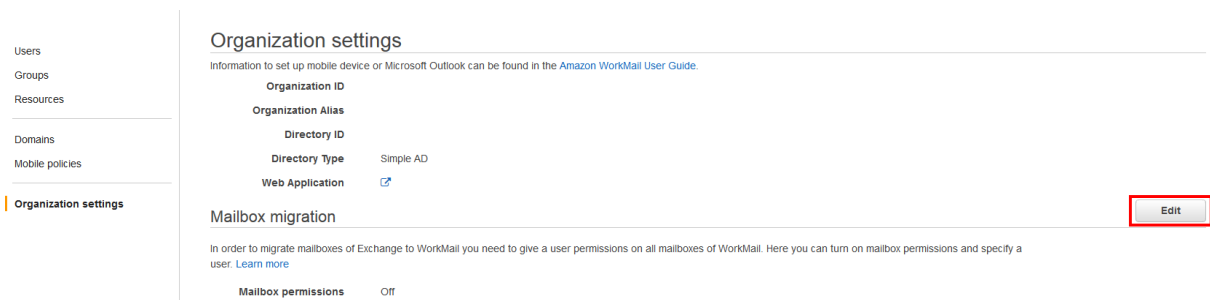 Users
Groups
Resources
Domains
Mobile policies
Organization settings
Organization settings
Information to set up mobile device or Microsoft Outlook can be found in the Amazon WorkMail User Guide.
Organization ID
Organization Alias
Directory ID
Directory Type Simple AD
Web Application
Mailbox migration
Edit
In order to migrate mailboxes of Exchange to WorkMail you need to give a user permissions on all mailboxes of WorkMail. Here you can turn on mailbox permissions and specify a
user. Learn more
Mailbox permissions Off